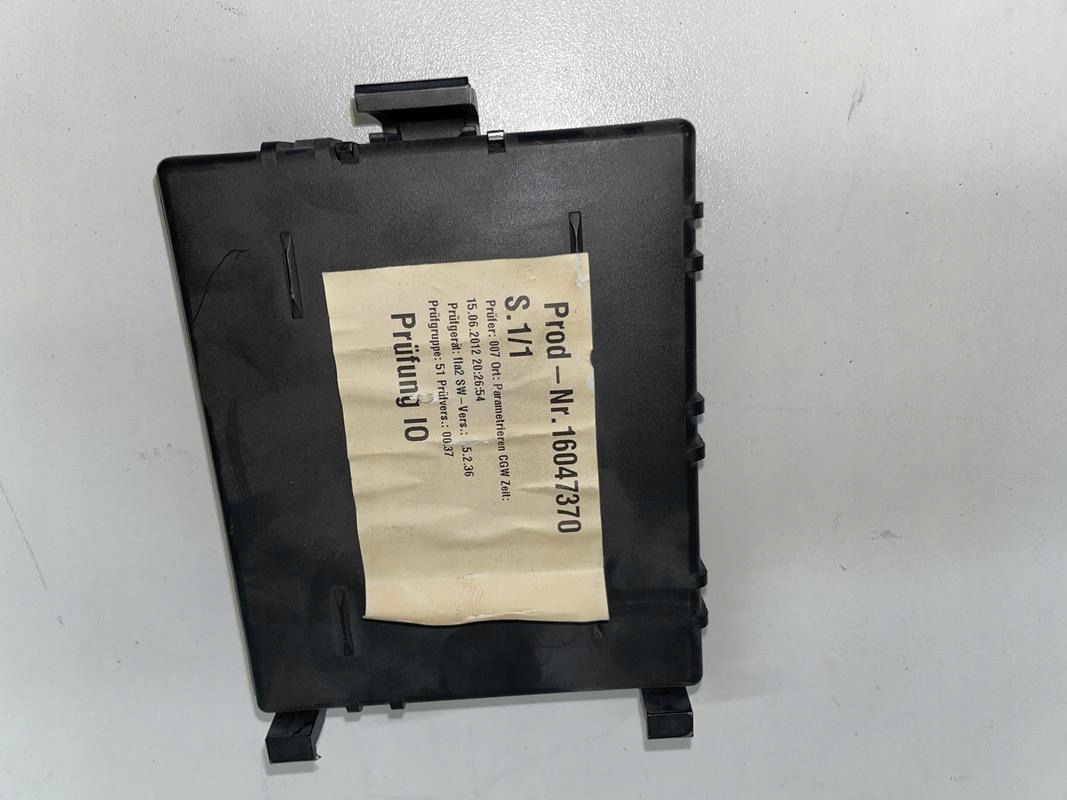 Prod-Nr.16047370
S.1/1
Prüfer: 007 Ort: Parametrieren CGW Zeit:
15.06.2012 20:26:54
Prüfgerät: fla2 SW-Vers.: 5.2.36
Prüfgruppe: 51 Prüfvers.: 00.37
Prüfung IO